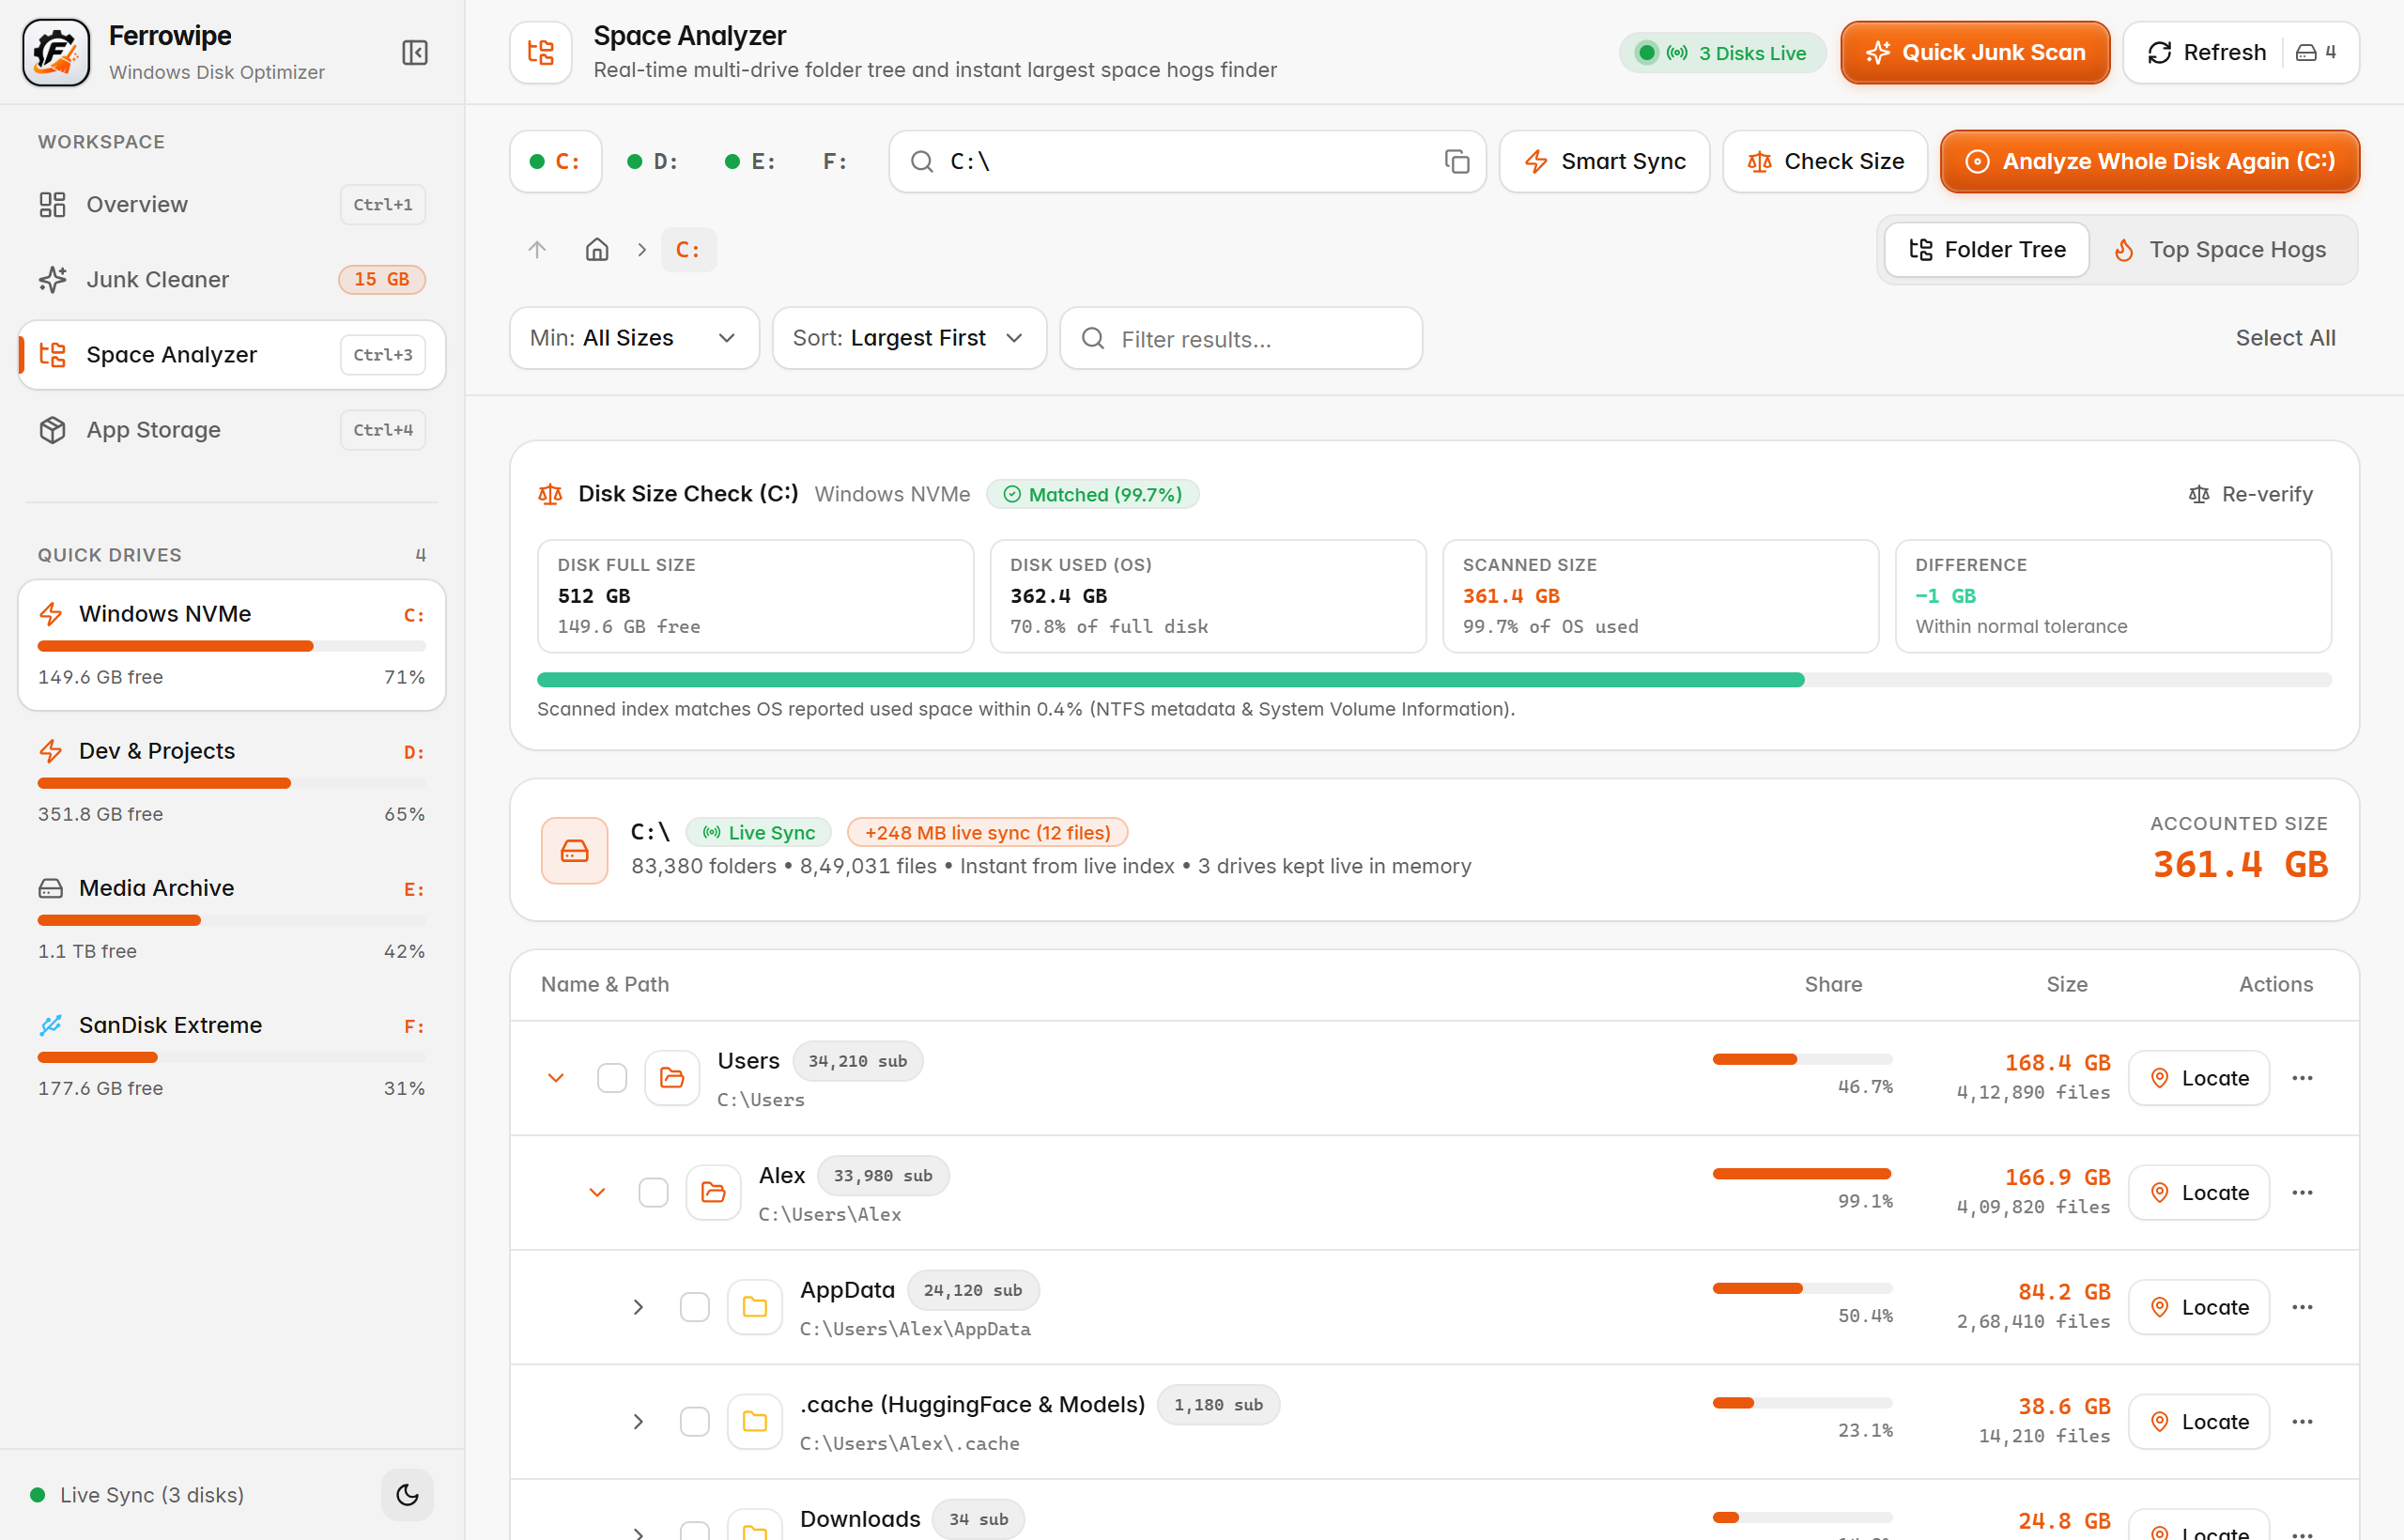 Ferrowipe
Windows Disk Optimizer
WORKSPACE
Overview Ctrl+1
Junk Cleaner 15 GB
Space Analyzer Ctrl+3
App Storage Ctrl+4
QUICK DRIVES 4
Windows NVMe C:
149.6 GB free 71%
Dev & Projects D:
351.8 GB free 65%
Media Archive E:
1.1 TB free 42%
SanDisk Extreme F:
177.6 GB free 31%
Live Sync (3 disks)
Space Analyzer
Real-time multi-drive folder tree and instant largest space hogs finder
3 Disks Live
Quick Junk Scan
Refresh 4
C: D: E: F:
C:\
Smart Sync
Check Size
Analyze Whole Disk Again (C:)
C:
Folder Tree
Top Space Hogs
Min: All Sizes
Sort: Largest First
Filter results...
Select All
Disk Size Check (C:) Windows NVMe Matched (99.7%)
Re-verify
DISK FULL SIZE
512 GB
149.6 GB free
DISK USED (OS)
362.4 GB
70.8% of full disk
SCANNED SIZE
361.4 GB
99.7% of OS used
DIFFERENCE
−1 GB
Within normal tolerance
Scanned index matches OS reported used space within 0.4% (NTFS metadata & System Volume Information).
C:\ Live Sync +248 MB live sync (12 files)
83,380 folders • 8,49,031 files • Instant from live index • 3 drives kept live in memory
ACCOUNTED SIZE
361.4 GB
Name & Path Share Size Actions
Users 34,210 sub
C:\Users
46.7%
168.4 GB
4,12,890 files
Locate
Alex 33,980 sub
C:\Users\Alex
99.1%
166.9 GB
4,09,820 files
Locate
AppData 24,120 sub
C:\Users\Alex\AppData
50.4%
84.2 GB
2,68,410 files
Locate
.cache (HuggingFace & Models) 1,180 sub
C:\Users\Alex\.cache
23.1%
38.6 GB
14,210 files
Locate
Downloads 34 sub
24.8 GB
Locate